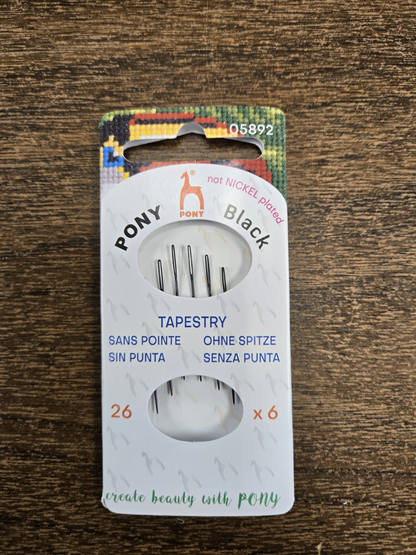 05892
not NICKEL plated
PONY
PONY Black
TAPESTRY
SANS POINTE OHNE SPITZE
SIN PUNTA SENZA PUNTA
26 x 6
create beauty with PONY